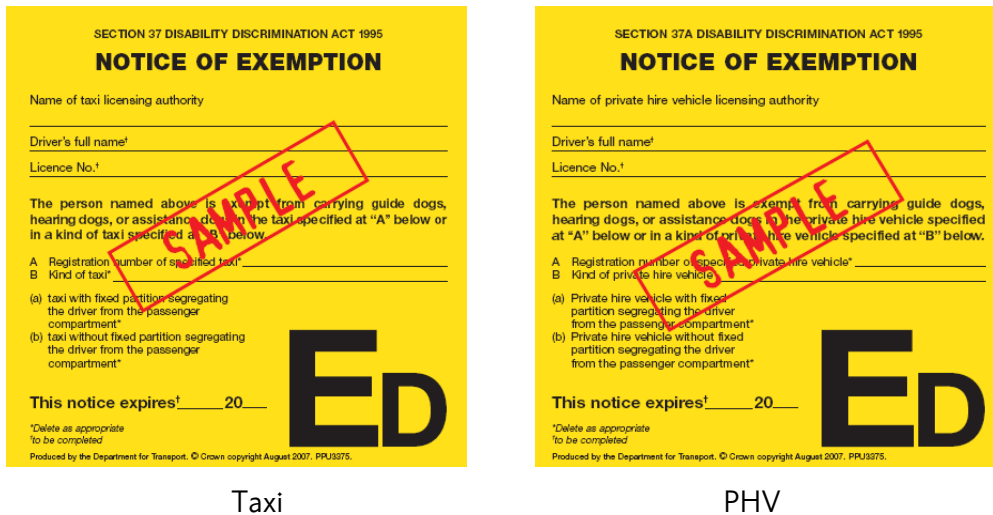 SECTION 37 DISABILITY DISCRIMINATION ACT 1995
NOTICE OF EXEMPTION
Name of taxi licensing authority
Driver's full name†
Licence No.†
The person named above is exempt from carrying guide dogs,
hearing dogs, or assistance dogs in the taxi specified at "A" below or
in a kind of taxi specified at "B" below.
A Registration number of specified taxi*
B Kind of taxi*
(a) taxi with fixed partition segregating
the driver from the passenger
compartment*
(b) taxi without fixed partition segregating
the driver from the passenger
compartment*
This notice expires† 20
*Delete as appropriate
†to be completed
Produced by the Department for Transport. © Crown copyright August 2007. PPU3375.
ED
SAMPLE
Taxi
SECTION 37A DISABILITY DISCRIMINATION ACT 1995
NOTICE OF EXEMPTION
Name of private hire vehicle licensing authority
Driver's full name†
Licence No.†
The person named above is exempt from carrying guide dogs,
hearing dogs, or assistance dogs in the private hire vehicle specified
at "A" below or in a kind of private hire vehicle specified at "B" below.
A Registration number of specified private hire vehicle*
B Kind of private hire vehicle
(a) Private hire vehicle with fixed
partition segregating the driver
from the passenger compartment*
(b) Private hire vehicle without fixed
partition segregating the driver
from the passenger compartment*
This notice expires† 20
*Delete as appropriate
†to be completed
Produced by the Department for Transport. © Crown copyright August 2007. PPU3375.
ED
SAMPLE
PHV